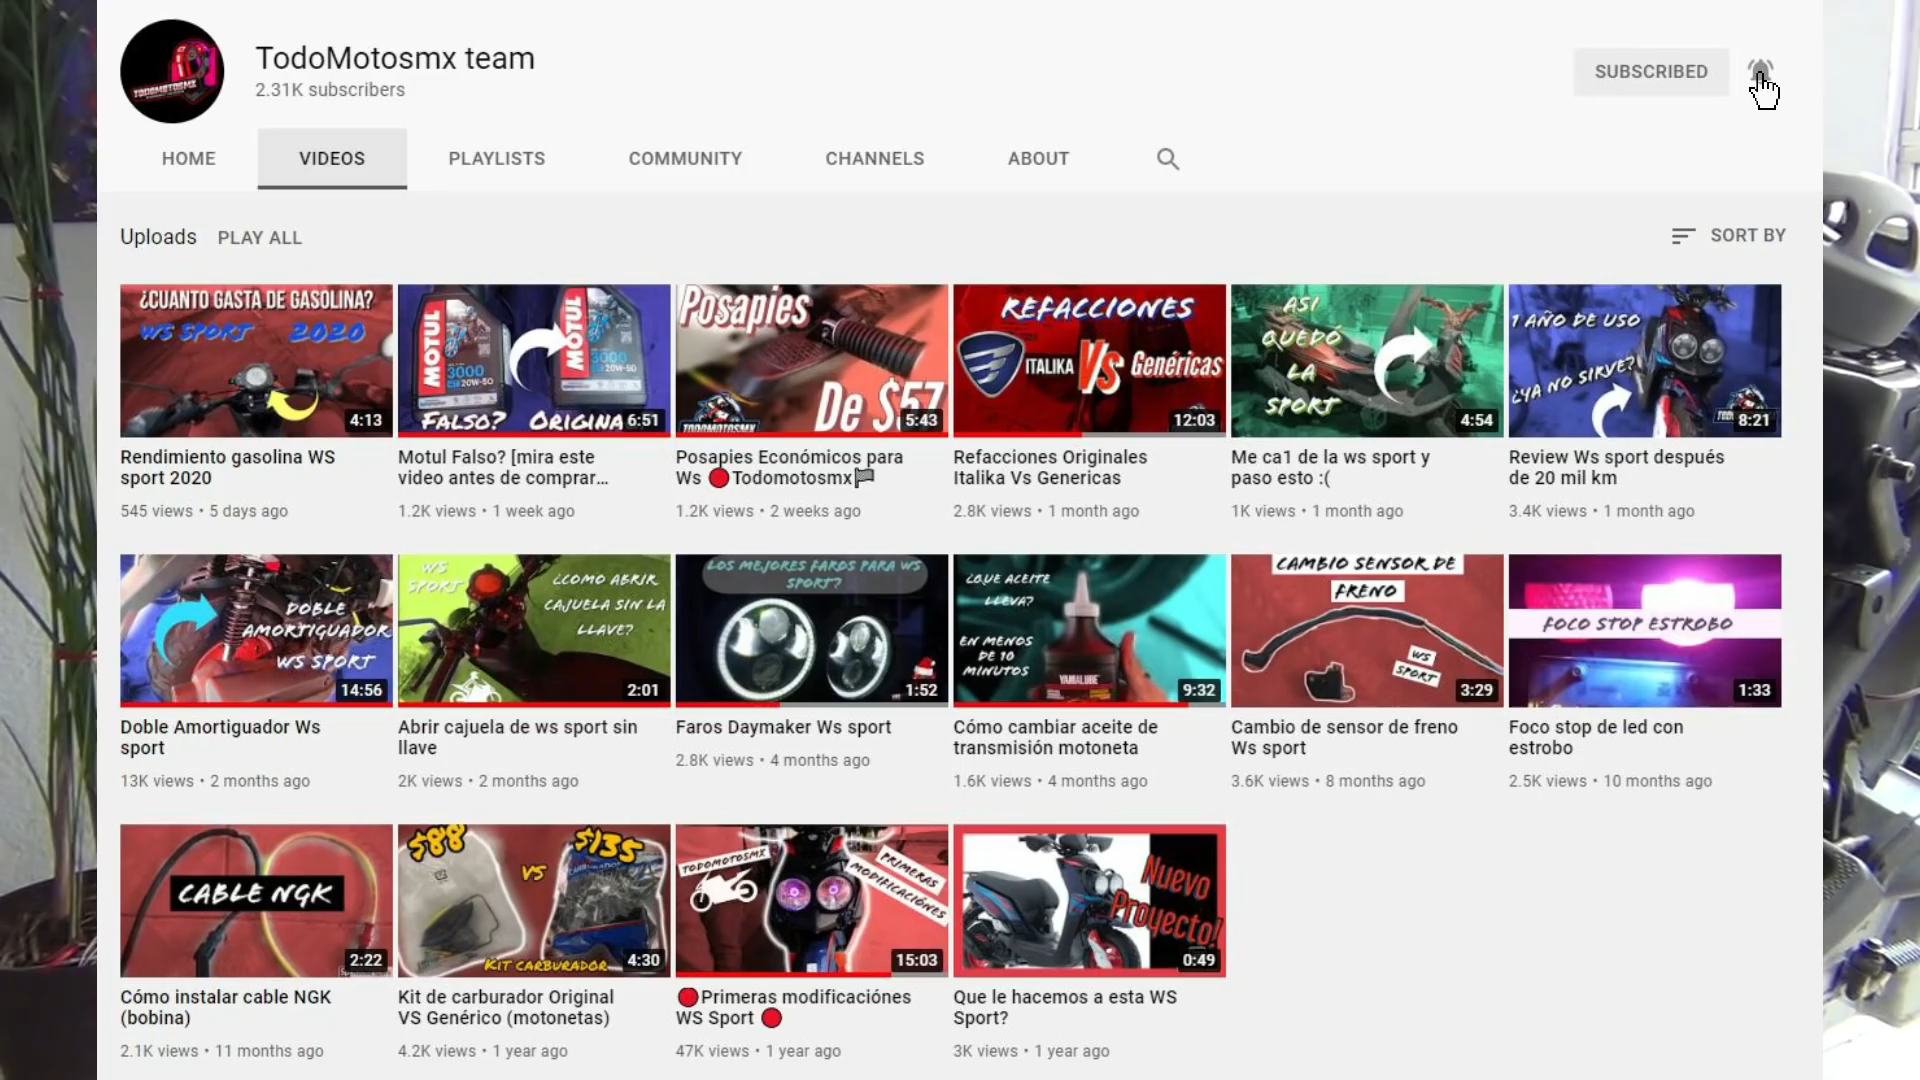 TodoMotosmx team
2.31K subscribers
SUBSCRIBED
TODOMOTOSMX
HOME
VIDEOS
PLAYLISTS
COMMUNITY
CHANNELS
ABOUT
Uploads
PLAY ALL
SORT BY
¿CUANTO GASTA DE GASOLINA?
WS SPORT 2020
4:13
Rendimiento gasolina WS
sport 2020
545 views • 5 days ago
MOTUL
3000
20W-50
MOTUL
3000
20W-50
FALSO? ORIGINA
6:51
Motul Falso? [mira este
video antes de comprar...
1.2K views • 1 week ago
Posapies
De $57
TODOMOTOSMX
5:43
Posapies Económicos para
Ws 🔴Todomotosmx🏴
1.2K views • 2 weeks ago
REFACCIONES
ITALIKA Vs Genéricas
12:03
Refacciones Originales
Italika Vs Genericas
2.8K views • 1 month ago
ASI
QUEDÓ
LA
SPORT
4:54
Me ca1 de la ws sport y
paso esto :(
1K views • 1 month ago
1 AÑO DE USO
¿YA NO SIRVE?
8:21
Review Ws sport después
de 20 mil km
3.4K views • 1 month ago
DOBLE
AMORTIGUADOR
WS SPORT
14:56
Doble Amortiguador Ws
sport
13K views • 2 months ago
WS
SPORT
¿COMO ABRIR
CAJUELA SIN LA
LLAVE?
2:01
Abrir cajuela de ws sport sin
llave
2K views • 2 months ago
LOS MEJORES FAROS PARA WS
SPORT?
1:52
Faros Daymaker Ws sport
2.8K views • 4 months ago
¿QUE ACEITE
LLEVA?
EN MENOS
DE 10
MINUTOS
YAMALUBE
9:32
Cómo cambiar aceite de
transmisión motoneta
1.6K views • 4 months ago
CAMBIO SENSOR DE
FRENO
WS
SPORT
3:29
Cambio de sensor de freno
Ws sport
3.6K views • 8 months ago
FOCO STOP ESTROBO
1:33
Foco stop de led con
estrobo
2.5K views • 10 months ago
CABLE NGK
2:22
Cómo instalar cable NGK
(bobina)
2.1K views • 11 months ago
$88
VS
$135
KIT CARBURADOR
4:30
Kit de carburador Original
VS Genérico (motonetas)
4.2K views • 1 year ago
TODOMOTOSMX
PRIMERAS
MODIFICACIÓNES
15:03
🔴Primeras modificaciónes
WS Sport 🔴
47K views • 1 year ago
Nuevo
Proyecto!
0:49
Que le hacemos a esta WS
Sport?
3K views • 1 year ago